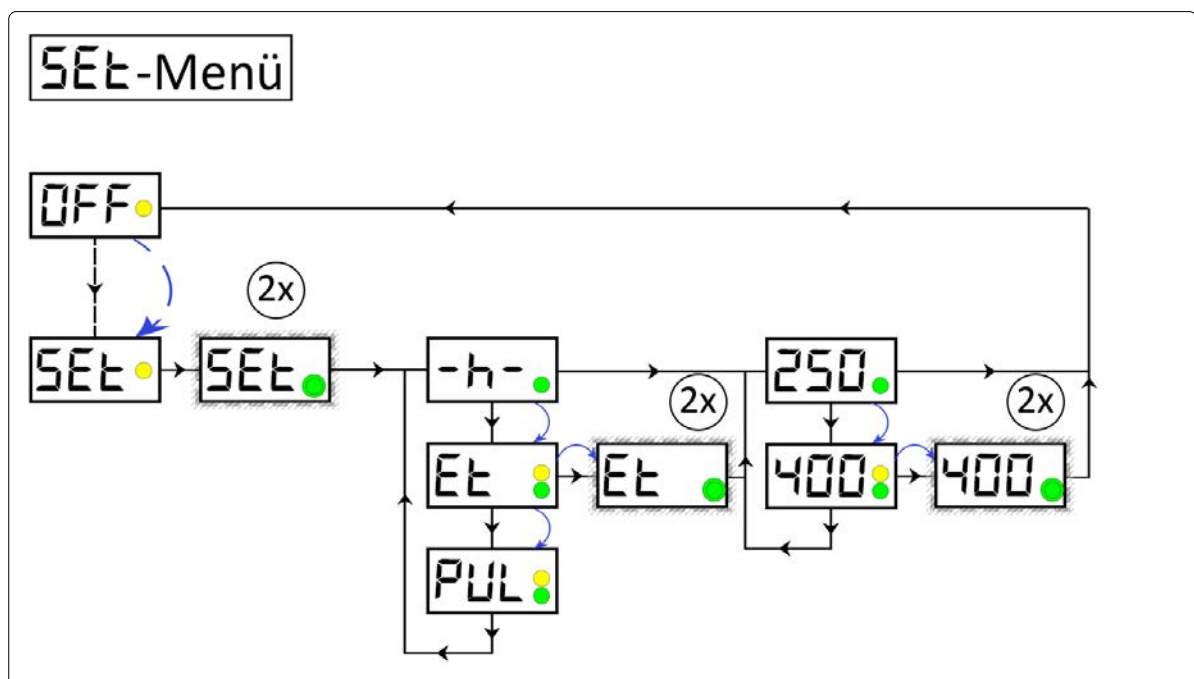 SEt-Menü
OFF
2x
SEt SEt -h- 250
2x 2x
Et Et 400 400
PUL